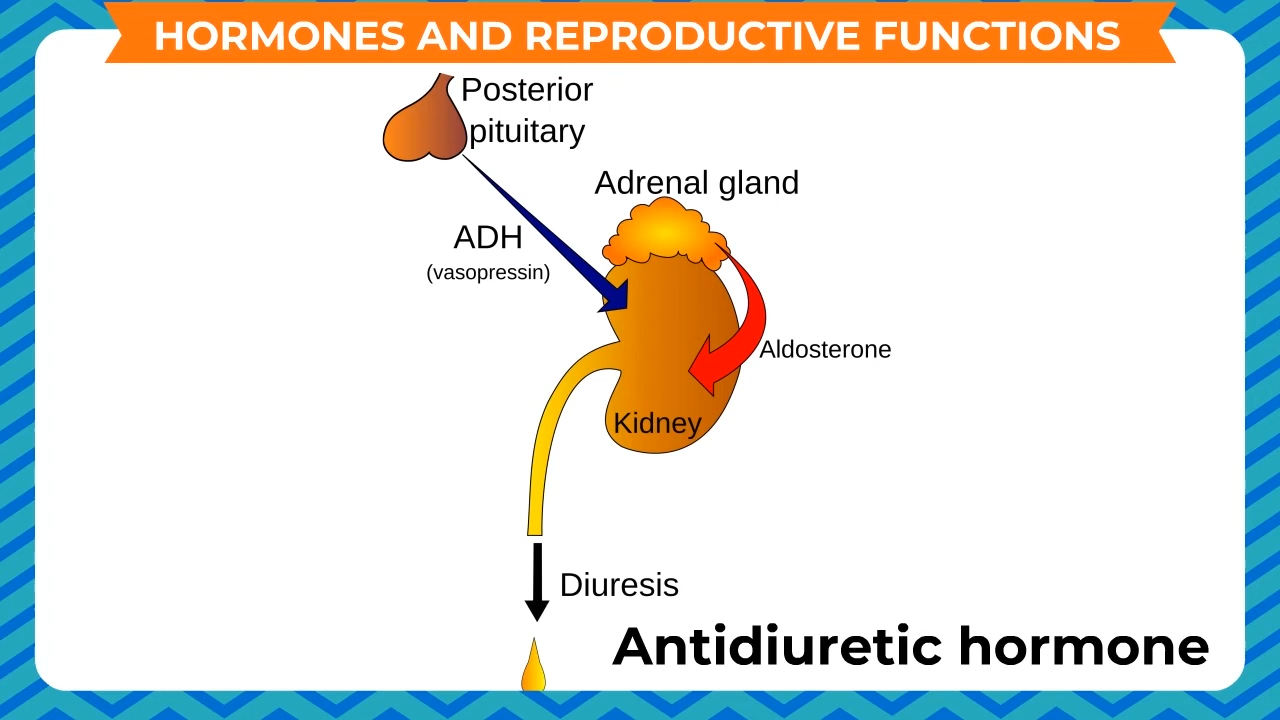 HORMONES AND REPRODUCTIVE FUNCTIONS
Posterior
pituitary
Adrenal gland
ADH
(vasopressin)
Aldosterone
Kidney
Diuresis
Antidiuretic hormone